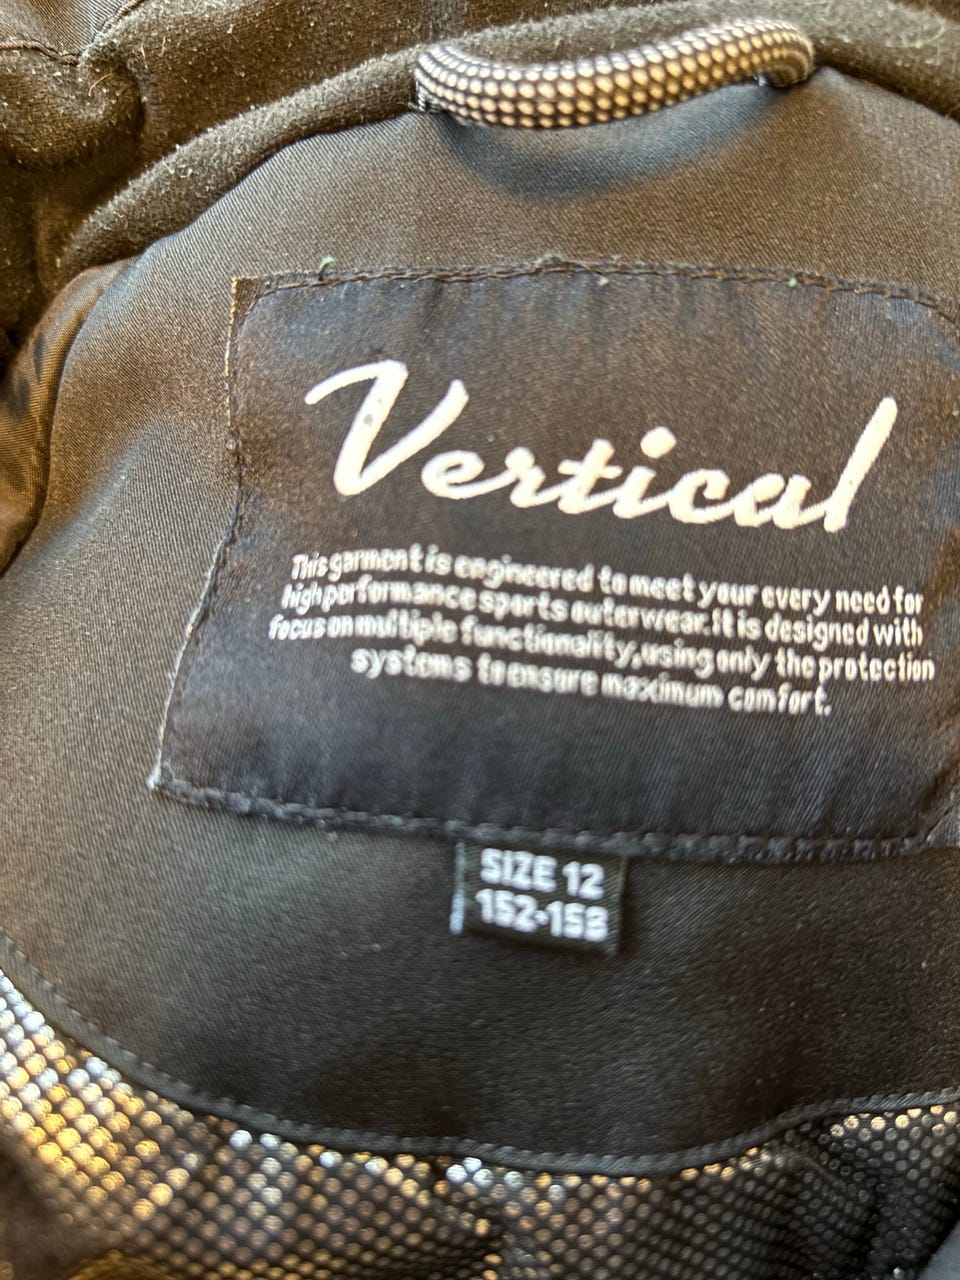 Vertical
This garment is engineered to meet your every need for
high performance sports outerwear.it is designed with
focus on multiple functionality,using only the protection
systems to ensure maximum comfort.
SIZE 12
152-158